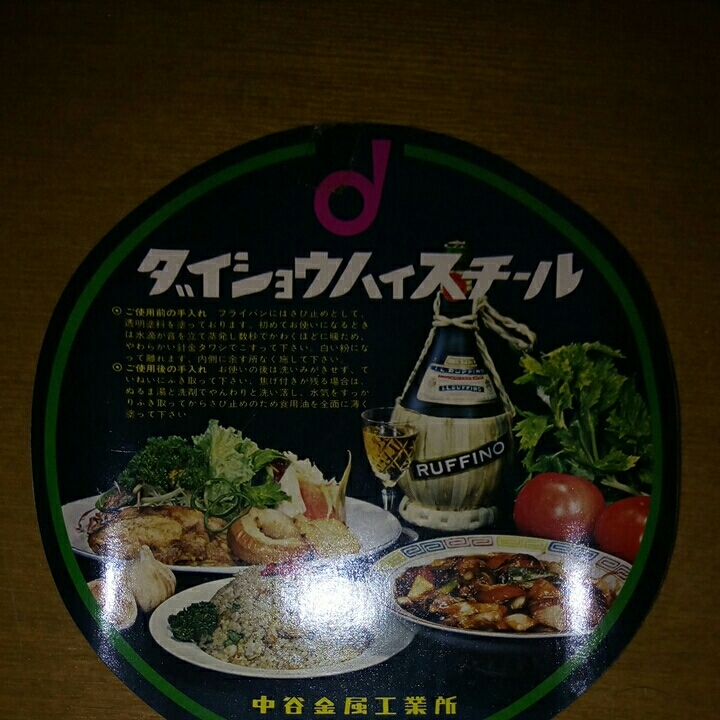 d
ダイショウハイスチール
◉ご使用前の手入れ フライパンにはさび止めとして、
透明塗料を塗っております。初めてお使いになるとき
は水滴が音を立て蒸発し数秒でかわくほどに暖ため、
やわらかい針金タワシでこすって下さい。白い粉にな
って離れます。内側に余す所なく施して下さい。
◉ご使用後の手入れ お使いの後は洗いみがきせず、て
いねいにふき取って下さい。焦げ付きが残る場合は、
ぬるま湯と洗剤でやんわりと洗い落し、水気をすっか
りふき取ってからさび止めのため食用油を全面に薄く
塗って下さい
I.L.RUFFINO
RUFFINO
中谷金属工業所